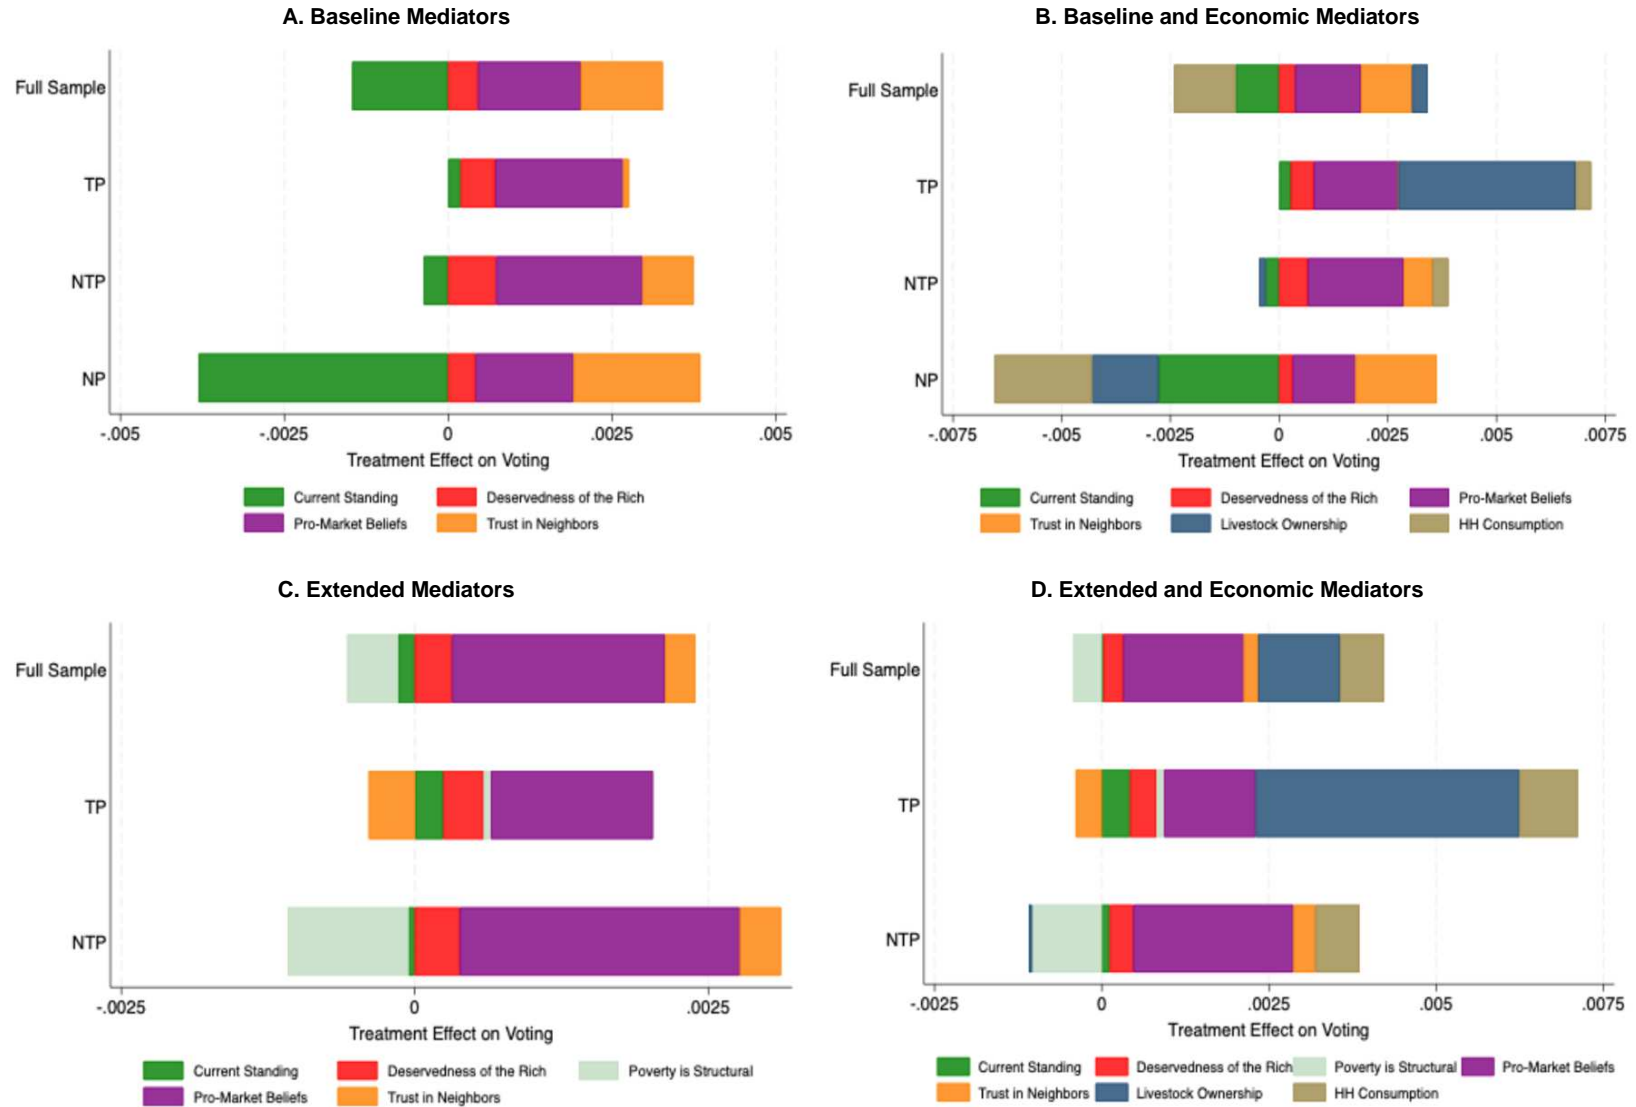 A. Baseline Mediators
Full Sample
TP
NTP
NP
-.005 -.0025 0 .0025 .005
Treatment Effect on Voting
Current Standing Deservedness of the Rich
Pro-Market Beliefs Trust in Neighbors
B. Baseline and Economic Mediators
Full Sample
TP
NTP
NP
-.0075 -.005 -.0025 0 .0025 .005 .0075
Treatment Effect on Voting
Current Standing Deservedness of the Rich Pro-Market Beliefs
Trust in Neighbors Livestock Ownership HH Consumption
C. Extended Mediators
Full Sample
TP
NTP
-.0025 0 .0025
Treatment Effect on Voting
Current Standing Deservedness of the Rich Poverty is Structural
Pro-Market Beliefs Trust in Neighbors
D. Extended and Economic Mediators
Full Sample
TP
NTP
-.0025 0 .0025 .005 .0075
Treatment Effect on Voting
Current Standing Deservedness of the Rich Poverty is Structural Pro-Market Beliefs
Trust in Neighbors Livestock Ownership HH Consumption